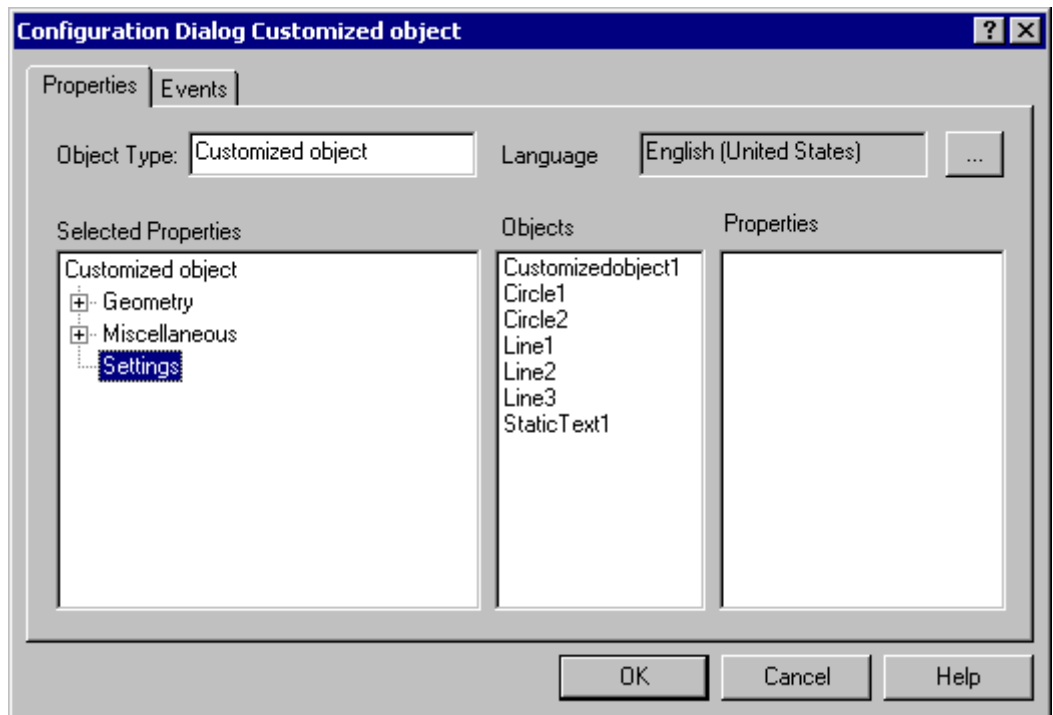 Configuration Dialog Customized object
Properties Events
Object Type: Customized object Language English (United States) ...
Selected Properties Objects Properties
Customized object
Geometry
Miscellaneous
Settings
Customizedobject1
Circle1
Circle2
Line1
Line2
Line3
StaticText1
OK Cancel Help